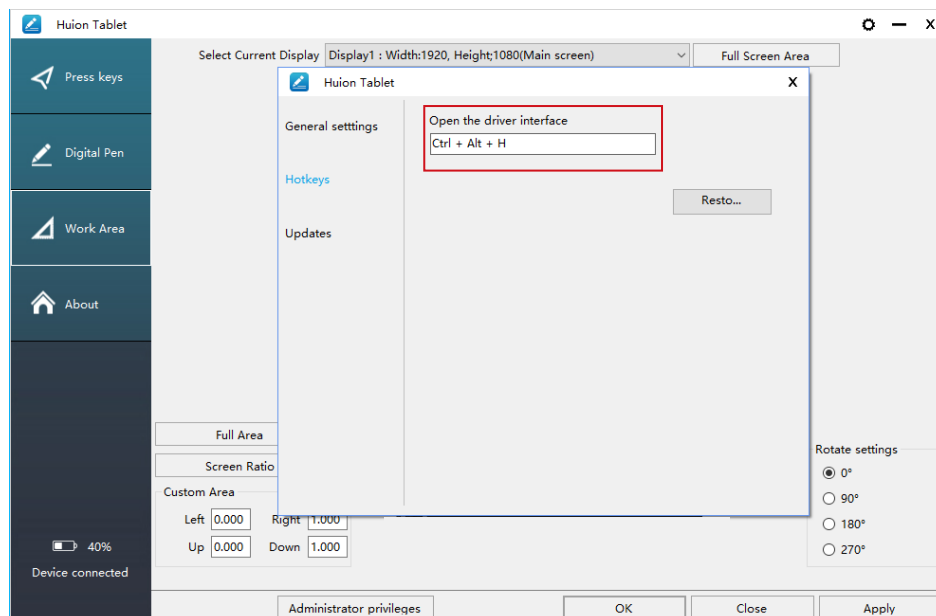 Huion Tablet
X
Select Current Display Display1 : Width:1920, Height;1080(Main screen) Full Screen Area
Press keys
Digital Pen
Work Area
About
Huion Tablet X
General setttings
Hotkeys
Updates
Open the driver interface
Ctrl + Alt + H
Resto...
Full Area
Screen Ratio
Custom Area
Left 0.000 Right 1.000
Up 0.000 Down 1.000
Rotate settings
0°
90°
180°
270°
40%
Device connected
Administrator privileges OK Close Apply